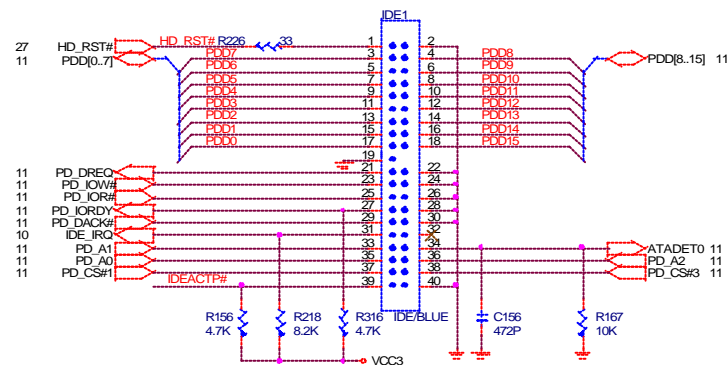 IDE1
27 HD_RST# HD_RST# R226 33 1 2
11 PDD[0..7] PDD7 3 4 PDD8 PDD[8..15] 11
PDD6 5 6 PDD9
PDD5 7 8 PDD10
PDD4 9 10 PDD11
PDD3 11 12 PDD12
PDD2 13 14 PDD13
PDD1 15 16 PDD14
PDD0 17 18 PDD15
19
11 PD_DREQ 21 22
11 PD_IOW# 23 24
11 PD_IOR# 25 26
11 PD_IORDY 27 28
11 PD_DACK# 29 30
10 IDE_IRQ 31 32
11 PD_A1 33 34 ATADET0 11
11 PD_A0 35 36 PD_A2 11
11 PD_CS#1 37 38 PD_CS#3 11
IDEACTP# 39 40
R156 R218 R316 IDE/BLUE C156 R167
4.7K 8.2K 4.7K 472P 10K
VCC3